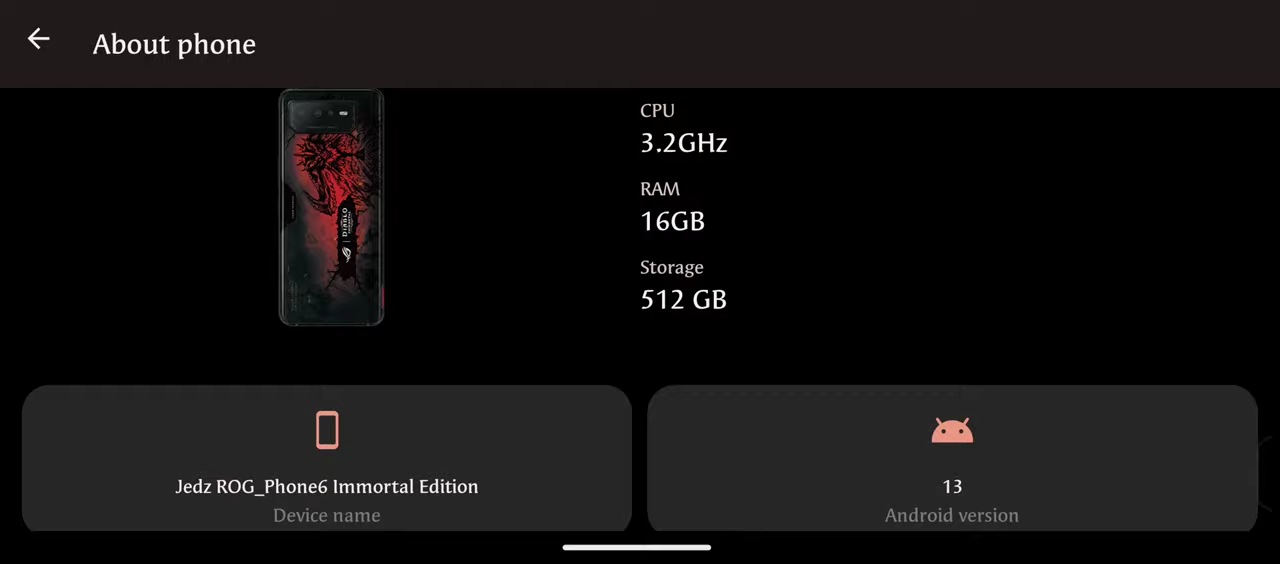 About phone
CPU
3.2GHz
RAM
16GB
Storage
512 GB
DIABLO
Jedz ROG_Phone6 Immortal Edition
Device name
13
Android version